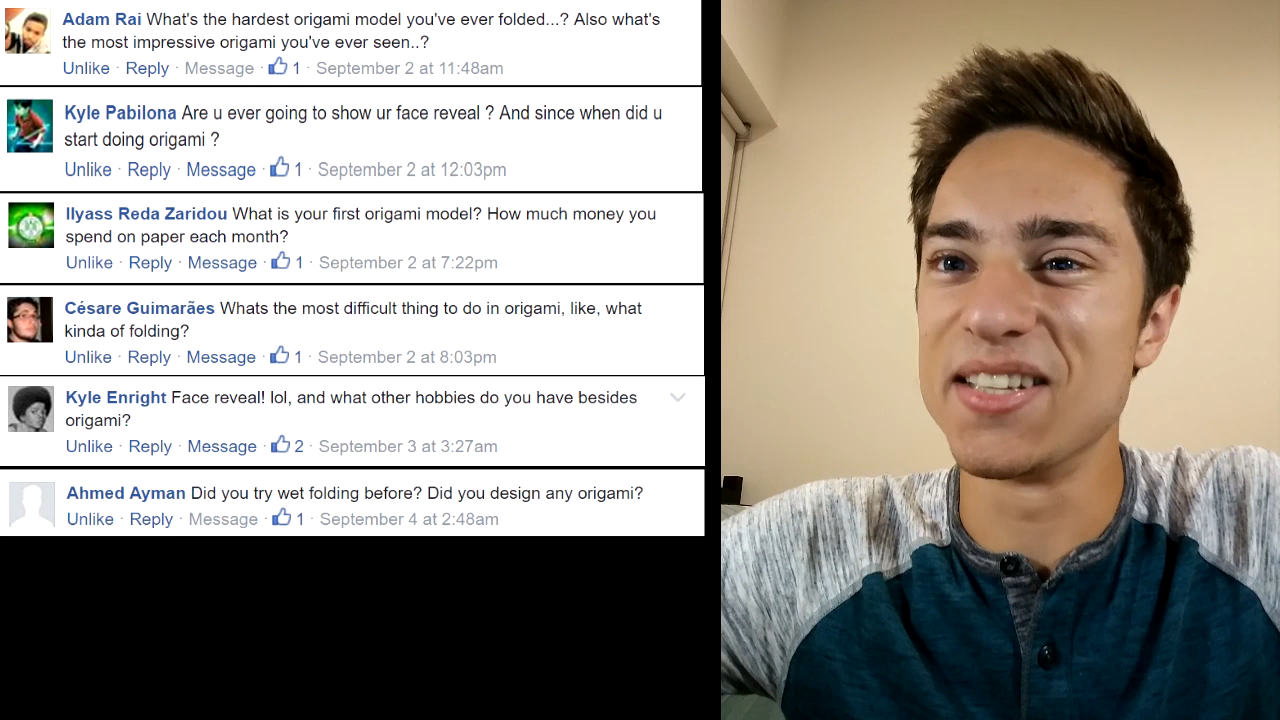 Adam Rai What's the hardest origami model you've ever folded...? Also what's
the most impressive origami you've ever seen..?
Unlike · Reply · Message · 1 · September 2 at 11:48am
Kyle Pabilona Are u ever going to show ur face reveal ? And since when did u
start doing origami ?
Unlike · Reply · Message · 1 · September 2 at 12:03pm
Ilyass Reda Zaridou What is your first origami model? How much money you
spend on paper each month?
Unlike · Reply · Message · 1 · September 2 at 7:22pm
Césare Guimarães Whats the most difficult thing to do in origami, like, what
kinda of folding?
Unlike · Reply · Message · 1 · September 2 at 8:03pm
Kyle Enright Face reveal! lol, and what other hobbies do you have besides
origami?
Unlike · Reply · Message · 2 · September 3 at 3:27am
Ahmed Ayman Did you try wet folding before? Did you design any origami?
Unlike · Reply · Message · 1 · September 4 at 2:48am